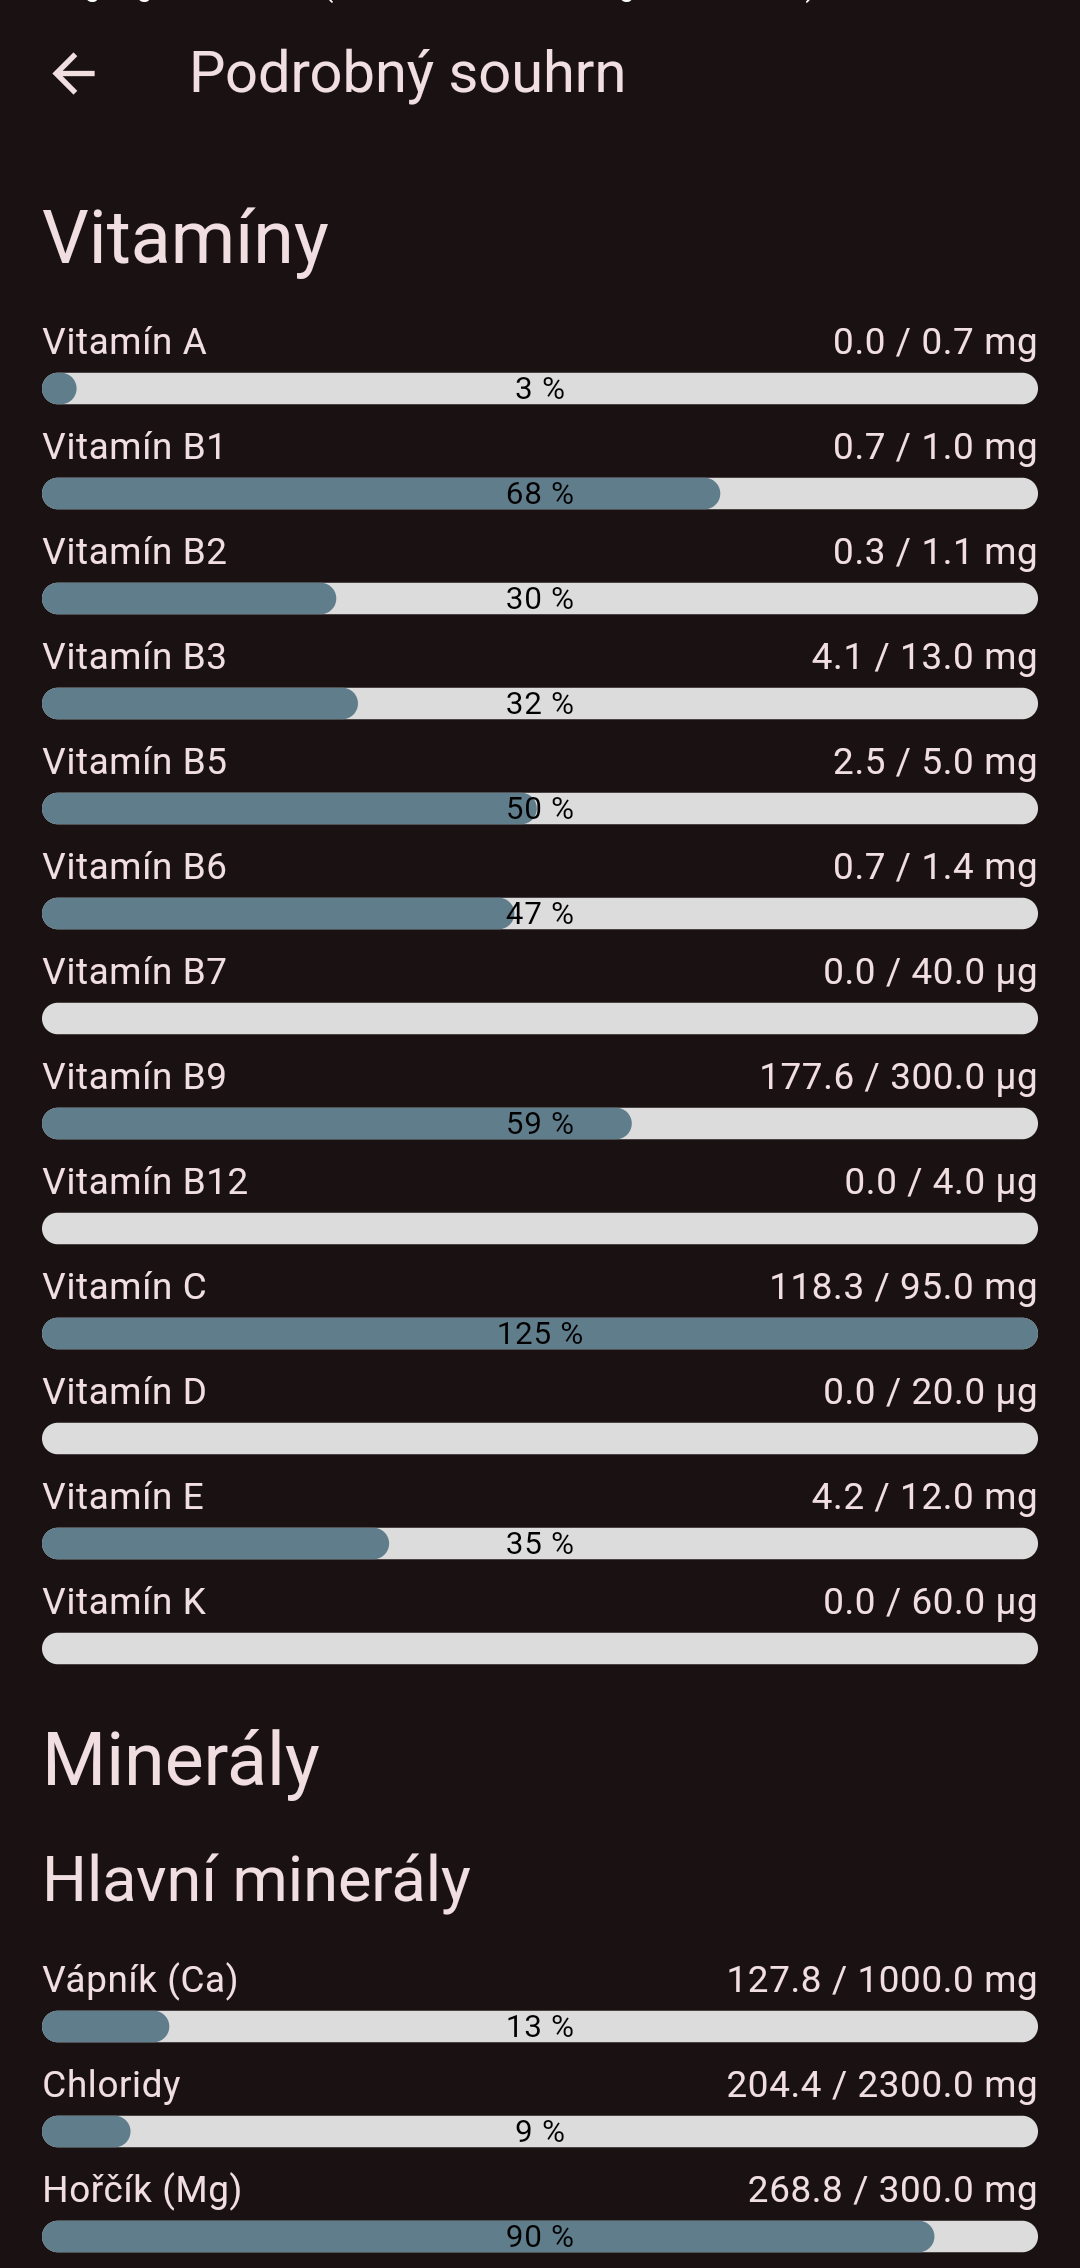 Podrobný souhrn
Vitamíny
Vitamín A 0.0 / 0.7 mg
3 %
Vitamín B1 0.7 / 1.0 mg
68 %
Vitamín B2 0.3 / 1.1 mg
30 %
Vitamín B3 4.1 / 13.0 mg
32 %
Vitamín B5 2.5 / 5.0 mg
50 %
Vitamín B6 0.7 / 1.4 mg
47 %
Vitamín B7 0.0 / 40.0 µg
Vitamín B9 177.6 / 300.0 µg
59 %
Vitamín B12 0.0 / 4.0 µg
Vitamín C 118.3 / 95.0 mg
125 %
Vitamín D 0.0 / 20.0 µg
Vitamín E 4.2 / 12.0 mg
35 %
Vitamín K 0.0 / 60.0 µg
Minerály
Hlavní minerály
Vápník (Ca) 127.8 / 1000.0 mg
13 %
Chloridy 204.4 / 2300.0 mg
9 %
Hořčík (Mg) 268.8 / 300.0 mg
90 %